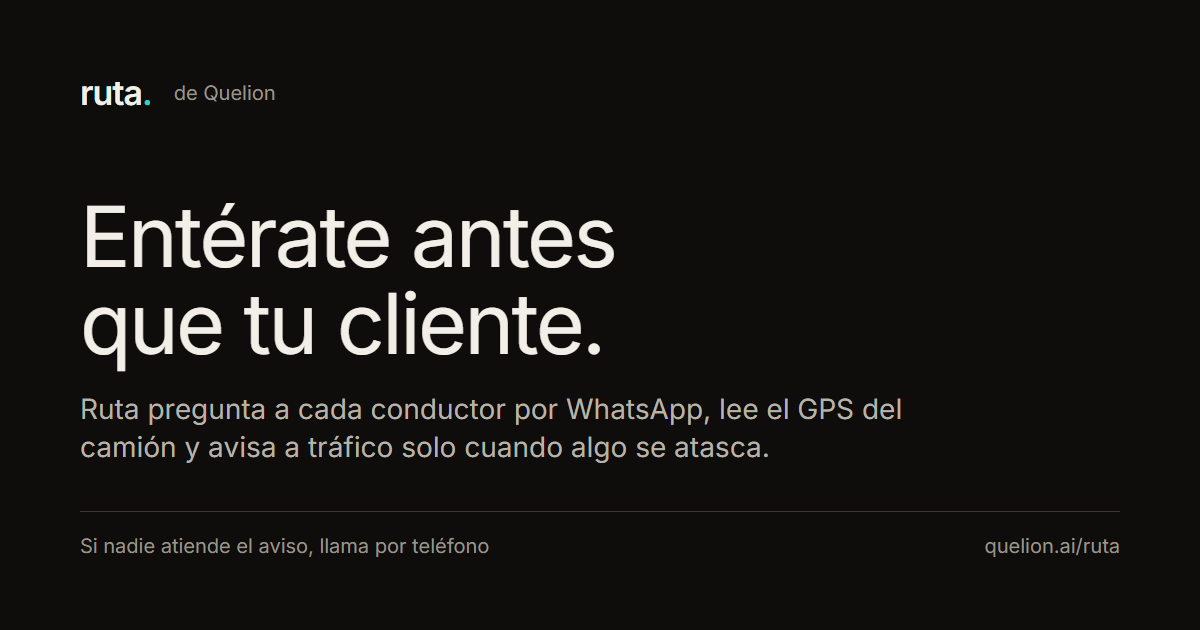 ruta. de Quelion
Entérate antes
que tu cliente.
Ruta pregunta a cada conductor por WhatsApp, lee el GPS del
camión y avisa a tráfico solo cuando algo se atasca.
Si nadie atiende el aviso, llama por teléfono
quelion.ai/ruta